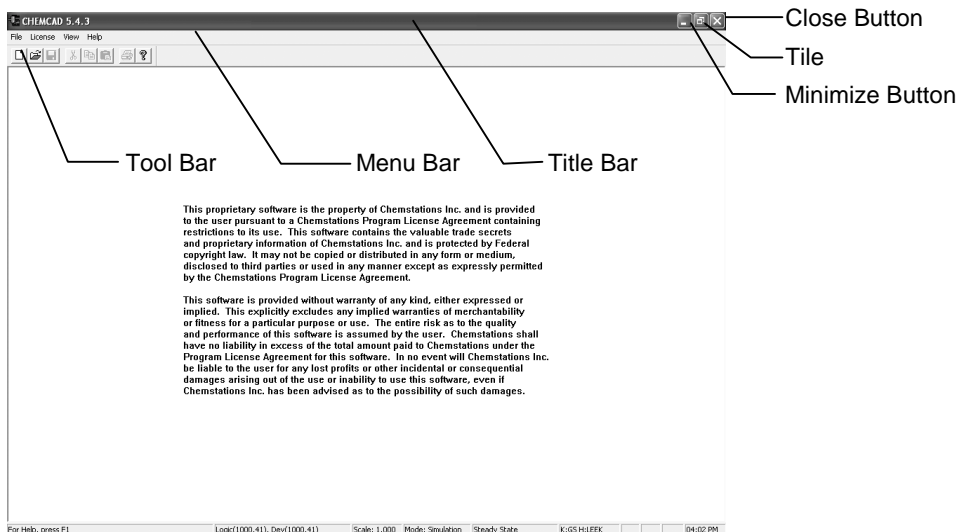 CHEMCAD 5.4.3
Close Button
File License View Help
Tile
Minimize Button
Tool Bar
Menu Bar
Title Bar
This proprietary software is the property of Chemstations Inc. and is provided
to the user pursuant to a Chemstations Program License Agreement containing
restrictions to its use. This software contains the valuable trade secrets
and proprietary information of Chemstations Inc. and is protected by Federal
copyright law. It may not be copied or distributed in any form or medium,
disclosed to third parties or used in any manner except as expressly permitted
by the Chemstations Program License Agreement.
This software is provided without warranty of any kind, either expressed or
implied. This explicitly excludes any implied warranties of merchantability
or fitness for a particular purpose or use. The entire risk as to the quality
and performance of this software is assumed by the user. Chemstations shall
have no liability in excess of the total amount paid to Chemstations under the
Program License Agreement for this software. In no event will Chemstations Inc.
be liable to the user for any lost profits or other incidental or consequential
damages arising out of the use or inability to use this software, even if
Chemstations Inc. has been advised as to the possibility of such damages.
For Help, press F1
Logic(1000,41), Dev(1000,41)
Scale: 1.000
Mode: Simulation
Steady State
K:GS H:LEEK
04:02 PM